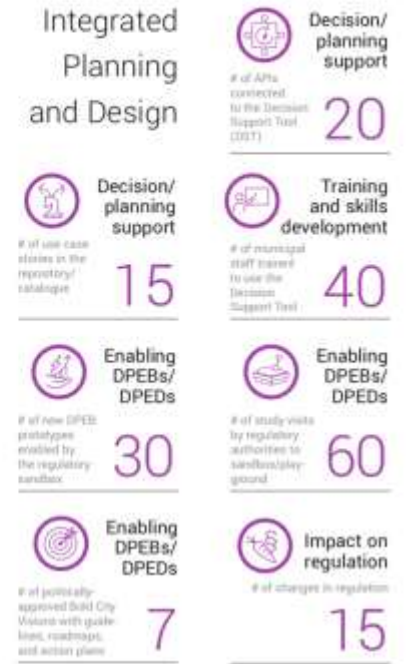 Integrated
Planning
and Design
Decision/
planning
support
# of APIs
connected
to the Decision
Support Tool
(DST)
20
Decision/
planning
support
# of use case
stories in the
repository/
catalogue
15
Training
and skills
development
# of municipal
staff trained
to use the
Decision
Support Tool
40
Enabling
DPEBs/
DPEDs
# of new DPEB
prototypes
enabled by
the regulatory
sandbox
30
Enabling
DPEBs/
DPEDs
# of study visits
by regulatory
authorities to
sandbox/play-
ground
60
Enabling
DPEBs/
DPEDs
# of politically-
approved Bold City
Visions with guide-
lines, roadmaps,
and action plans
7
Impact on
regulation
# of changes in regulation
15